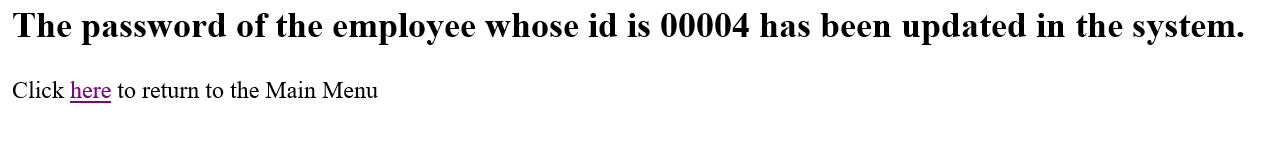 The password of the employee whose id is 00004 has been updated in the system.
Click here to return to the Main Menu